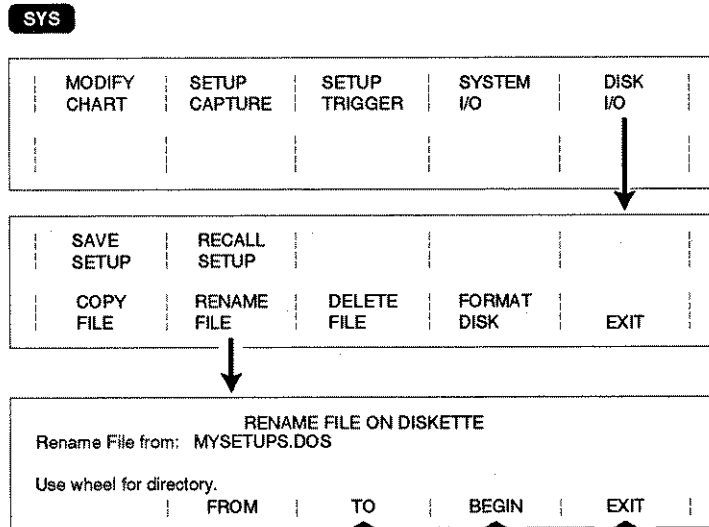 SYS
MODIFY SETUP SETUP SYSTEM DISK
CHART CAPTURE TRIGGER I/O I/O
SAVE RECALL
SETUP SETUP
COPY RENAME DELETE FORMAT
FILE FILE FILE DISK EXIT
RENAME FILE ON DISKETTE
Rename File from: MYSETUPS.DOS
Use wheel for directory.
FROM TO BEGIN EXIT